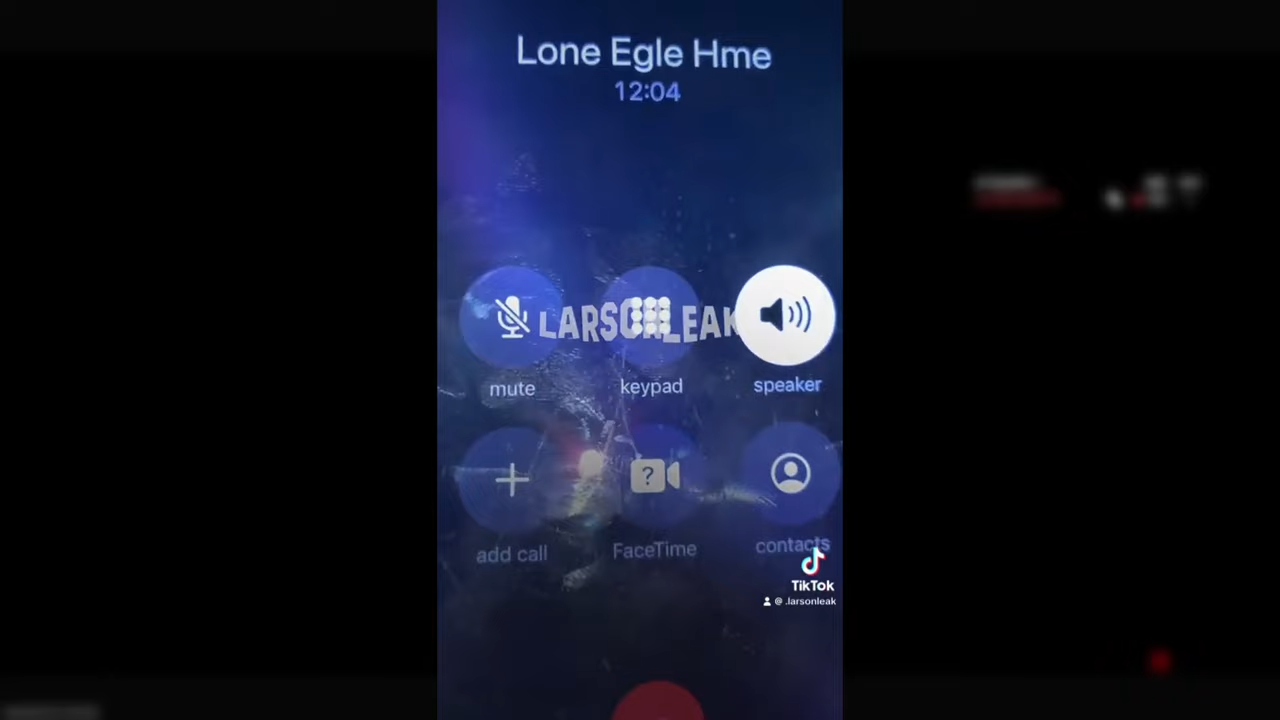 Lone Egle Hme
12:04
LARSONLEAK
mute
keypad
speaker
?
add call
FaceTime
contacts
TikTok
@ .larsonleak